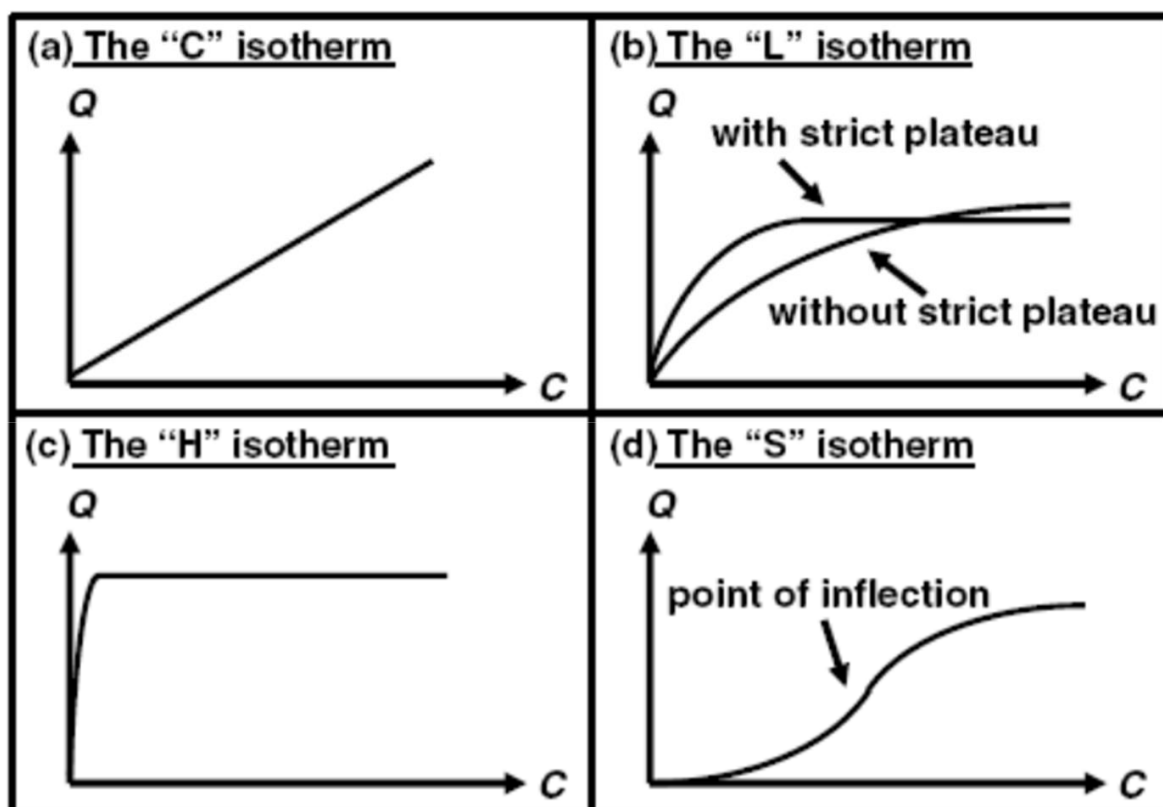 (a) The “C” isotherm
Q
C
(b) The “L” isotherm
Q
with strict plateau
without strict plateau
C
(c) The “H” isotherm
Q
C
(d) The “S” isotherm
Q
point of inflection
C